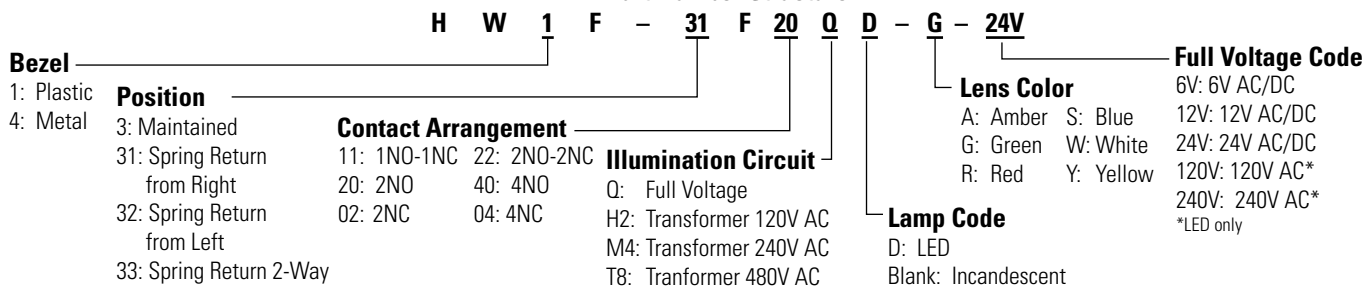 H W 1 F – 31 F 20 Q D – G – 24V
Bezel
1: Plastic
4: Metal
Position
3: Maintained
31: Spring Return
from Right
32: Spring Return
from Left
33: Spring Return 2-Way
Contact Arrangement
11: 1NO-1NC 22: 2NO-2NC
20: 2NO 40: 4NO
02: 2NC 04: 4NC
Illumination Circuit
Q: Full Voltage
H2: Transformer 120V AC
M4: Transformer 240V AC
T8: Tranformer 480V AC
Lamp Code
D: LED
Blank: Incandescent
Lens Color
A: Amber S: Blue
G: Green W: White
R: Red Y: Yellow
Full Voltage Code
6V: 6V AC/DC
12V: 12V AC/DC
24V: 24V AC/DC
120V: 120V AC*
240V: 240V AC*
*LED only